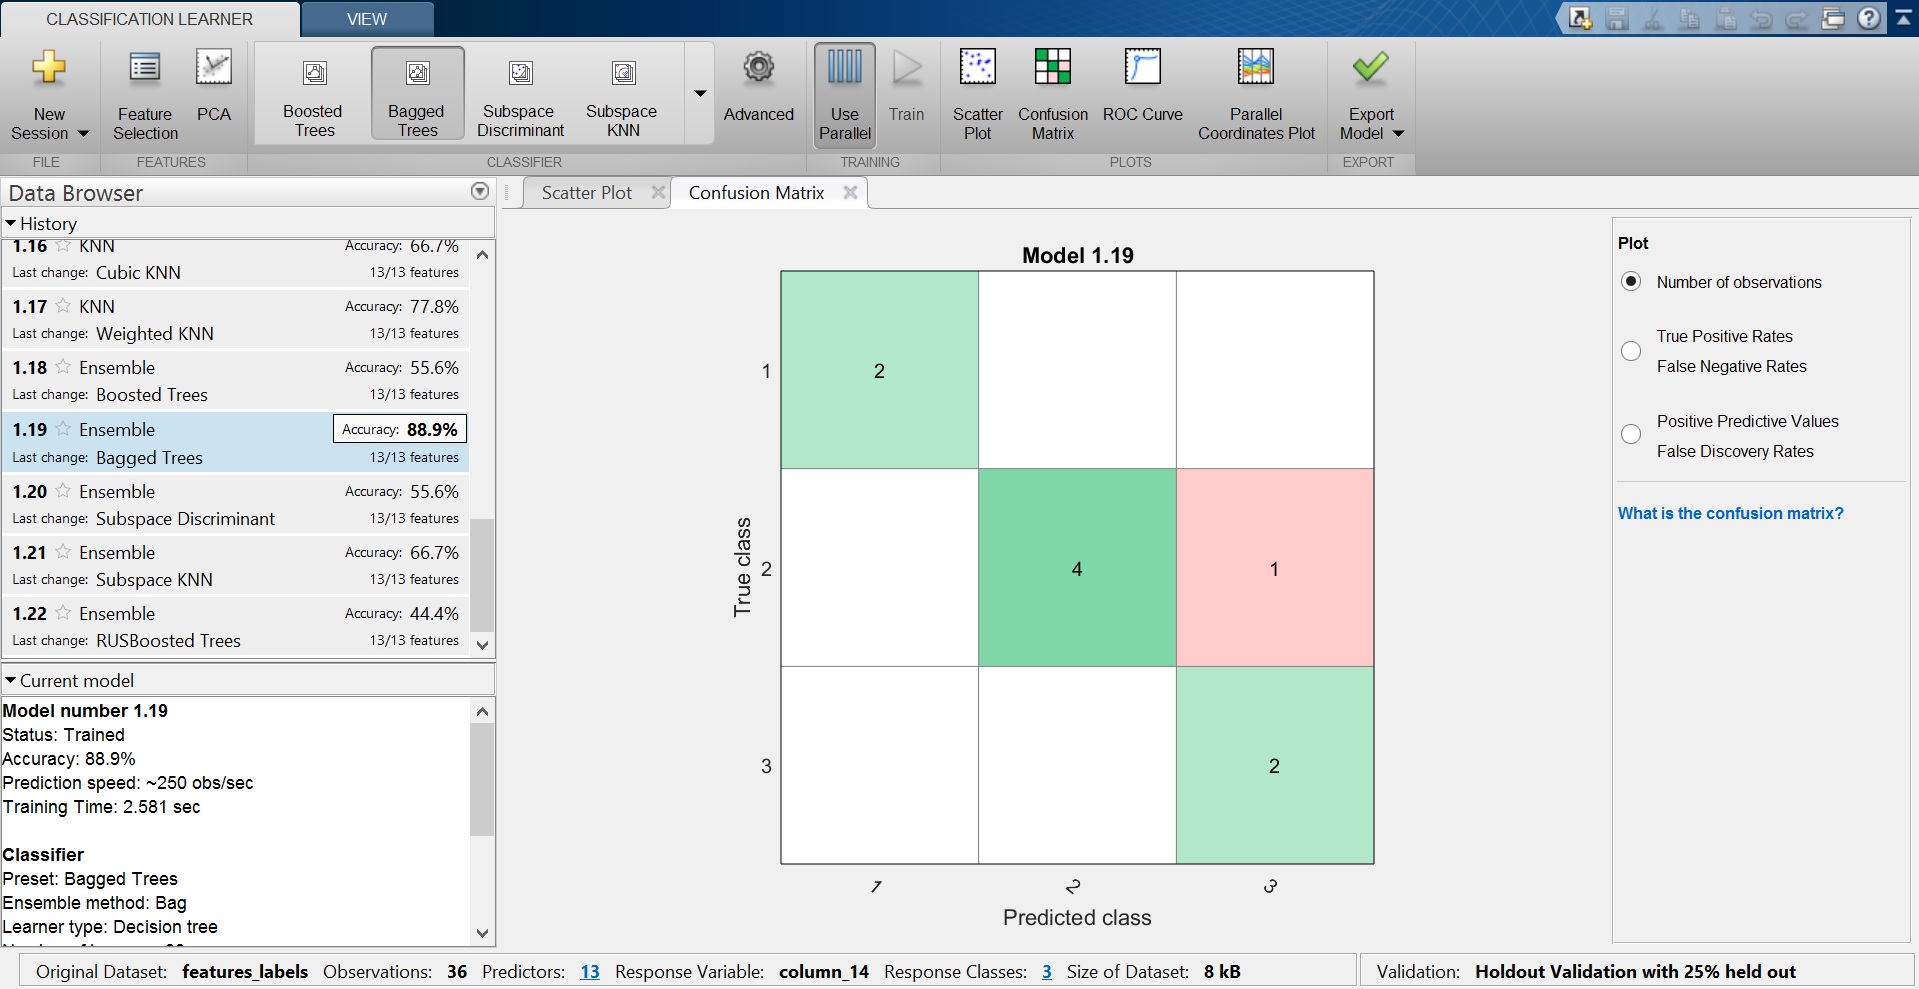 CLASSIFICATION LEARNER
VIEW
New Session
Feature Selection
PCA
Boosted Trees
Bagged Trees
Subspace Discriminant
Subspace KNN
Advanced
Use Parallel
Train
Scatter Plot
Confusion Matrix
ROC Curve
Parallel Coordinates Plot
Export Model
FILE
FEATURES
CLASSIFIER
TRAINING
PLOTS
EXPORT
Data Browser
History
1.16 KNN Accuracy: 66.7%
Last change: Cubic KNN 13/13 features
1.17 KNN Accuracy: 77.8%
Last change: Weighted KNN 13/13 features
1.18 Ensemble Accuracy: 55.6%
Last change: Boosted Trees 13/13 features
1.19 Ensemble Accuracy: 88.9%
Last change: Bagged Trees 13/13 features
1.20 Ensemble Accuracy: 55.6%
Last change: Subspace Discriminant 13/13 features
1.21 Ensemble Accuracy: 66.7%
Last change: Subspace KNN 13/13 features
1.22 Ensemble Accuracy: 44.4%
Last change: RUSBoosted Trees 13/13 features
Current model
Model number 1.19
Status: Trained
Accuracy: 88.9%
Prediction speed: ~250 obs/sec
Training Time: 2.581 sec
Classifier
Preset: Bagged Trees
Ensemble method: Bag
Learner type: Decision tree
Scatter Plot
Confusion Matrix
Model 1.19
True class
1
2
2
4
1
3
2
1 2 3
Predicted class
Plot
Number of observations
True Positive Rates
False Negative Rates
Positive Predictive Values
False Discovery Rates
What is the confusion matrix?
Original Dataset: features_labels Observations: 36 Predictors: 13 Response Variable: column_14 Response Classes: 3 Size of Dataset: 8 kB
Validation: Holdout Validation with 25% held out